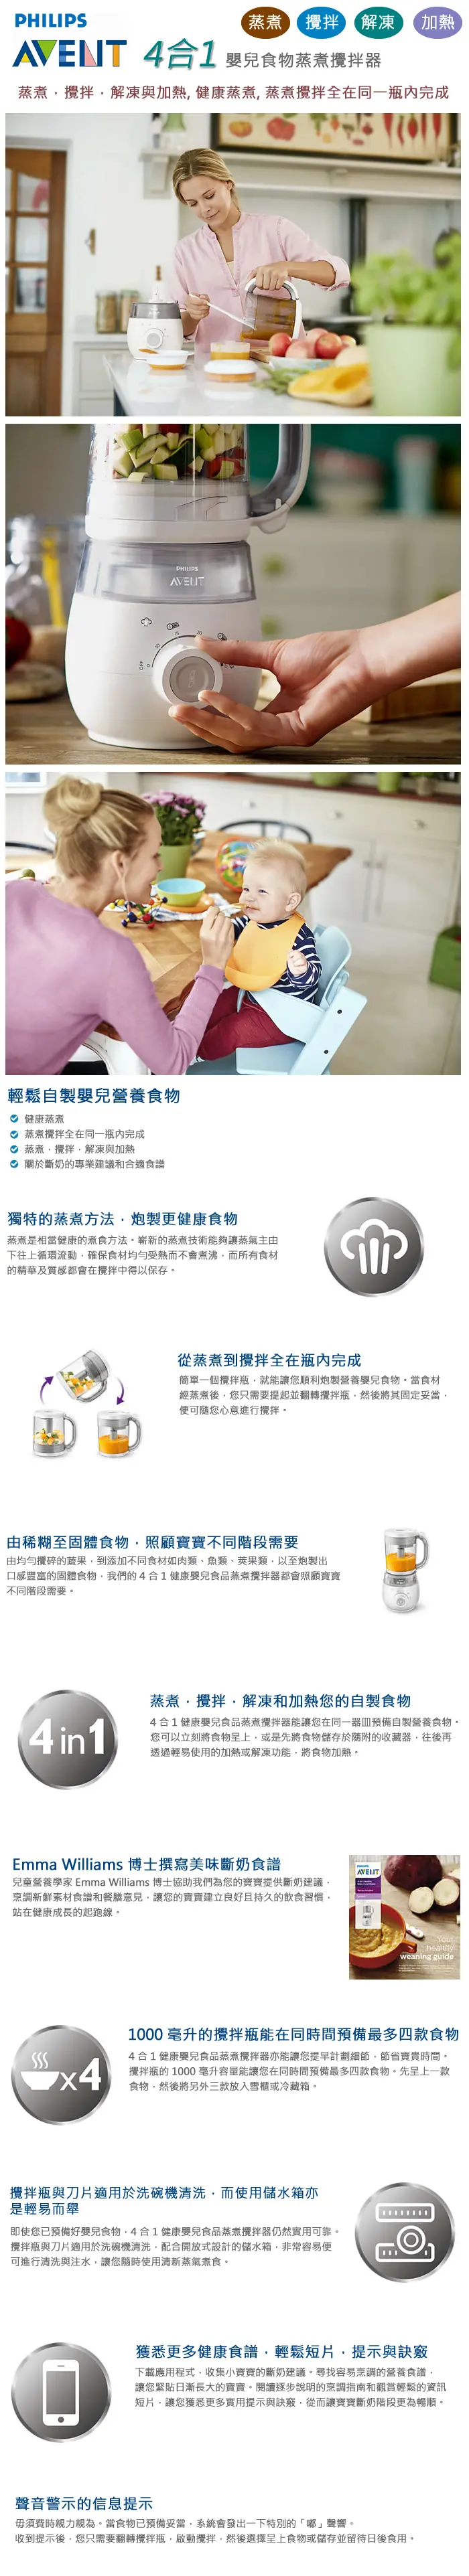 PHILIPS
AVENT
蒸煮 攪拌 解凍 加熱
4合1 嬰兒食物蒸煮攪拌器
蒸煮．攪拌．解凍與加熱, 健康蒸煮, 蒸煮攪拌全在同一瓶內完成
PHILIPS
AVENT
OFF
輕鬆自製嬰兒營養食物
健康蒸煮
蒸煮攪拌全在同一瓶內完成
蒸煮．攪拌．解凍與加熱
關於斷奶的專業建議和合適食譜
獨特的蒸煮方法．炮製更健康食物
蒸煮是相當健康的煮食方法。嶄新的蒸煮技術能夠讓蒸氣主由
下往上循環流動．確保食材均勻受熱而不會煮沸．而所有食材
的精華及質感都會在攪拌中得以保存。
從蒸煮到攪拌全在瓶內完成
簡單一個攪拌瓶．就能讓您順利炮製營養嬰兒食物。當食材
經蒸煮後．您只需要提起並翻轉攪拌瓶．然後將其固定妥當．
便可隨您心意進行攪拌。
由稀糊至固體食物．照顧寶寶不同階段需要
由均勻攪碎的蔬果．到添加不同食材如肉類、魚類、莢果類．以至炮製出
口感豐富的固體食物．我們的 4 合 1 健康嬰兒食品蒸煮攪拌器都會照顧寶寶
不同階段需要。
4 in 1
蒸煮．攪拌．解凍和加熱您的自製食物
4 合 1 健康嬰兒食品蒸煮攪拌器能讓您在同一器皿預備自製營養食物。
您可以立刻將食物呈上．或是先將食物儲存於隨附的收藏器．往後再
透過輕易使用的加熱或解凍功能．將食物加熱。
Emma Williams 博士撰寫美味斷奶食譜
兒童營養學家 Emma Williams 博士協助我們為您的寶寶提供斷奶建議．
烹調新鮮素材食譜和餐膳意見．讓您的寶寶建立良好且持久的飲食習慣．
站在健康成長的起跑線。
AVENT
Your
healthy
weaning guide
1000 毫升的攪拌瓶能在同時間預備最多四款食物
x4
4 合 1 健康嬰兒食品蒸煮攪拌器亦能讓您提早計劃細節．節省寶貴時間。
攪拌瓶的 1000 毫升容量能讓您在同時間預備最多四款食物。先呈上一款
食物．然後將另外三款放入雪櫃或冷藏箱。
攪拌瓶與刀片適用於洗碗機清洗．而使用儲水箱亦
是輕易而舉
即使您已預備好嬰兒食物．4 合 1 健康嬰兒食品蒸煮攪拌器仍然實用可靠。
攪拌瓶與刀片適用於洗碗機清洗．配合開放式設計的儲水箱．非常容易便
可進行清洗與注水．讓您隨時使用清新蒸氣煮食。
獲悉更多健康食譜．輕鬆短片．提示與訣竅
下載應用程式．收集小寶寶的斷奶建議。尋找容易烹調的營養食譜．
讓您緊貼日漸長大的寶寶。閱讀逐步說明的烹調指南和觀賞輕鬆的資訊
短片．讓您獲悉更多實用提示與訣竅．從而讓寶寶斷奶階段更為暢順。
聲音警示的信息提示
毋須費時親力親為。當食物已預備妥當．系統會發出一下特別的「嘟」聲響。
收到提示後．您只需要翻轉攪拌瓶．啟動攪拌．然後選擇呈上食物或儲存並留待日後食用。